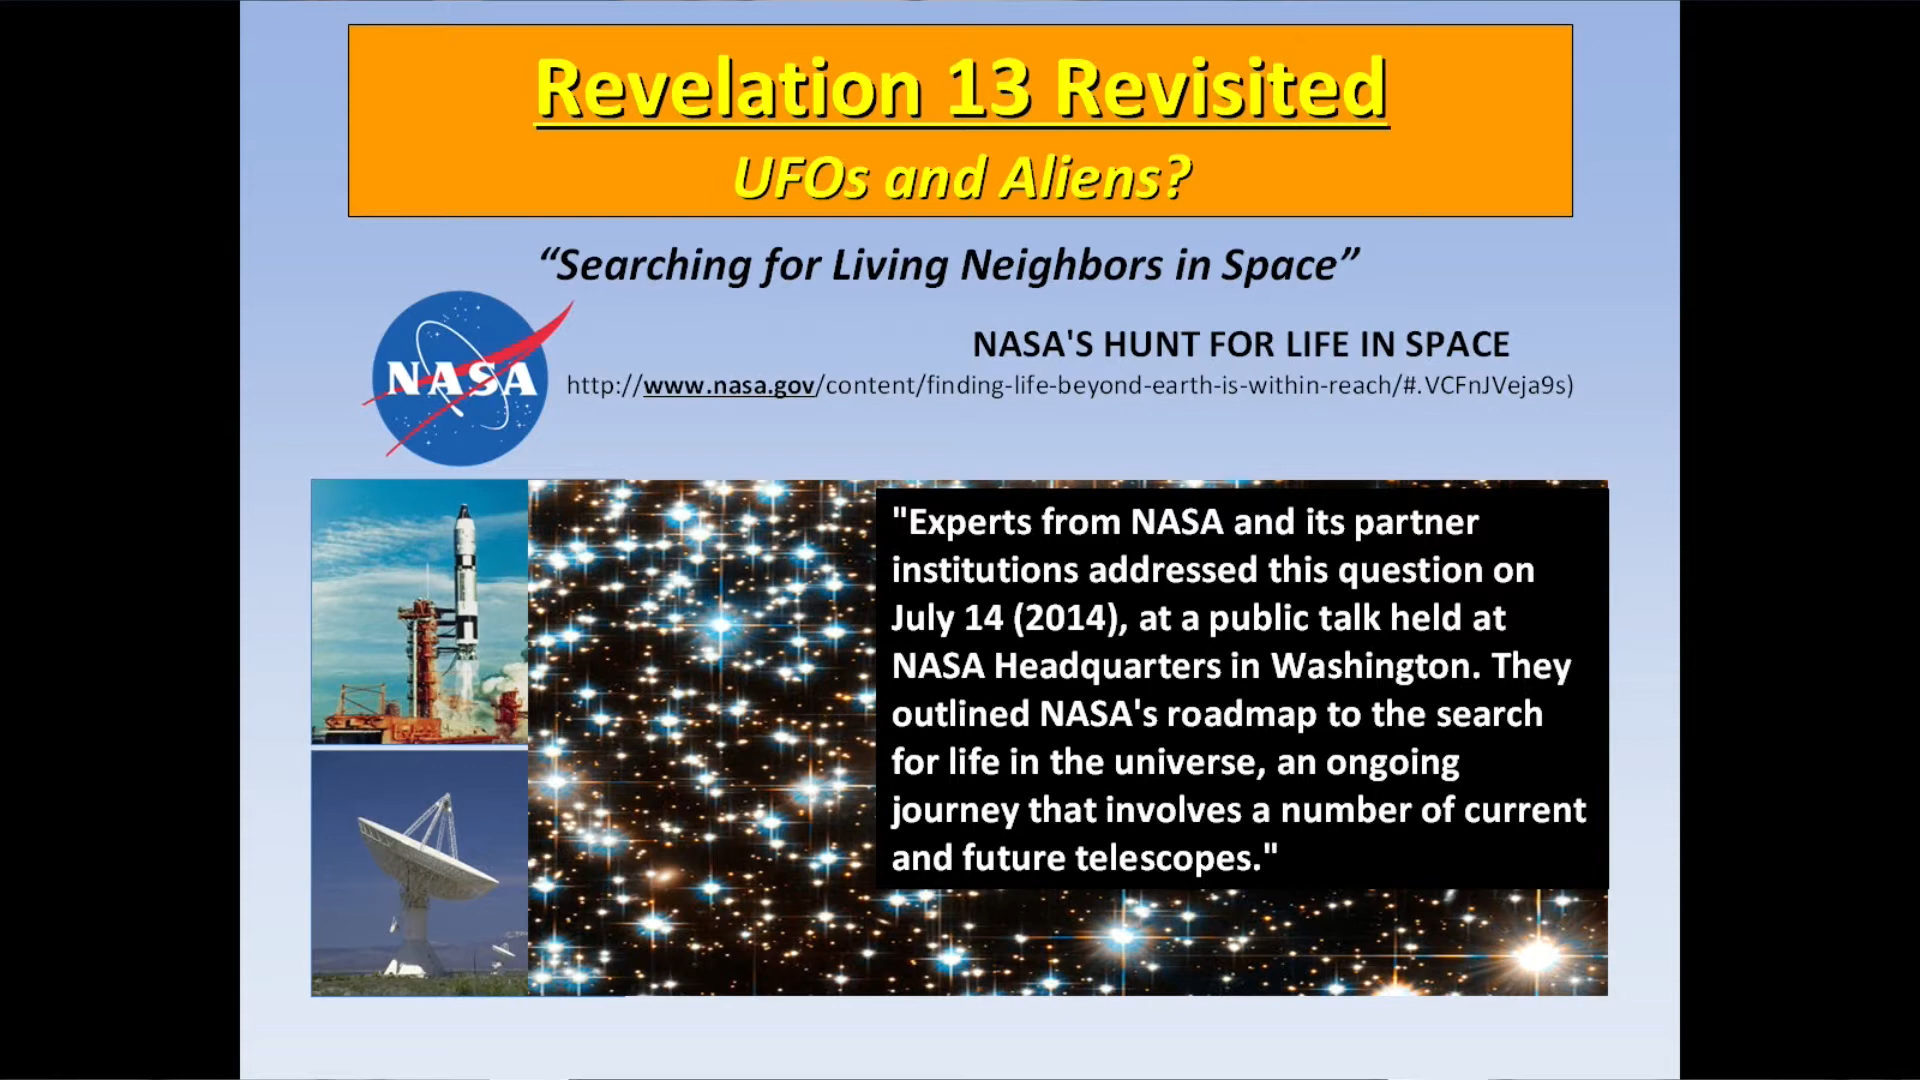 Revelation 13 Revisited
UFOs and Aliens?
“Searching for Living Neighbors in Space”
NASA
NASA'S HUNT FOR LIFE IN SPACE
http://www.nasa.gov/content/finding-life-beyond-earth-is-within-reach/#.VCFnJVeja9s)
"Experts from NASA and its partner
institutions addressed this question on
July 14 (2014), at a public talk held at
NASA Headquarters in Washington. They
outlined NASA's roadmap to the search
for life in the universe, an ongoing
journey that involves a number of current
and future telescopes."